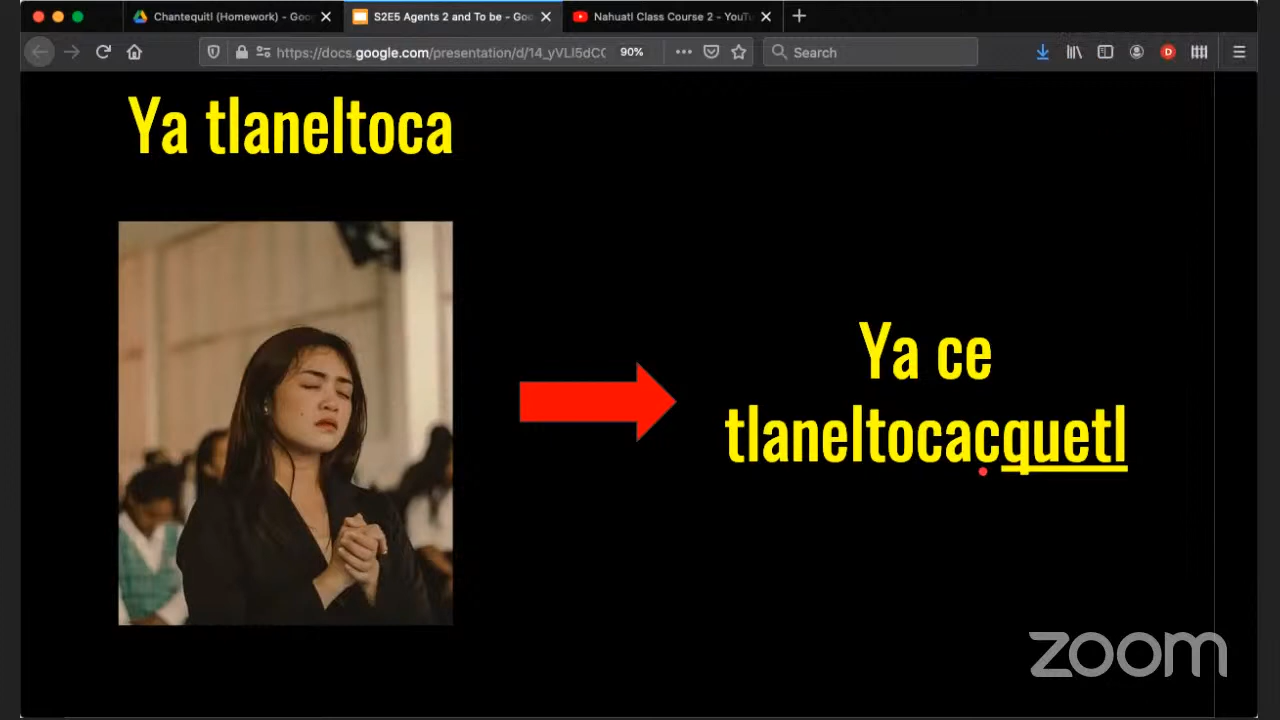 Chantequitl (Homework) - Goo
S2E5 Agents 2 and To be - Goo
Nahuatl Class Course 2 - YouTu
https://docs.google.com/presentation/d/14_yVLI5dC
90%
Search
Ya tlaneltoca
Ya ce
tlaneltocacquetl
zoom